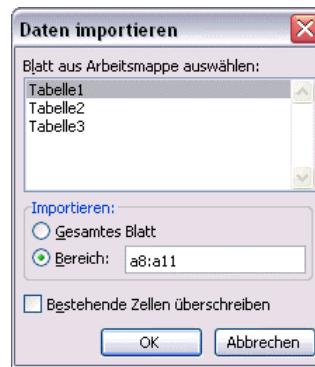 Daten importieren
Blatt aus Arbeitsmappe auswählen:
Tabelle1
Tabelle2
Tabelle3
Importieren:
Gesamtes Blatt
Bereich: a8:a11
Bestehende Zellen überschreiben
OK Abbrechen